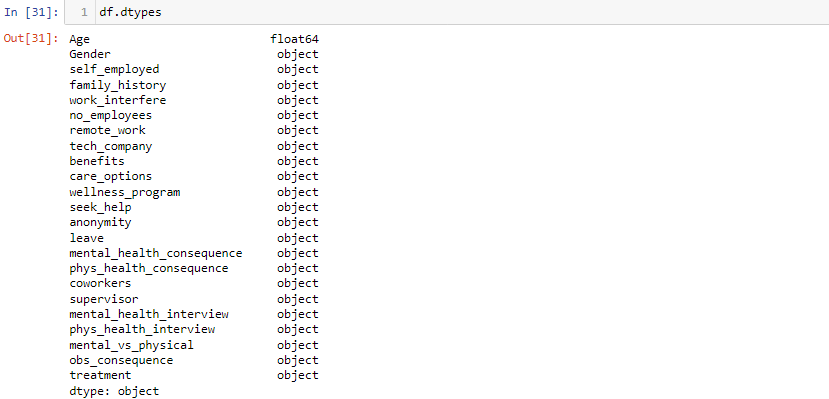 In [31]: 1 df.dtypes
Out[31]: Age float64
Gender object
self_employed object
family_history object
work_interfere object
no_employees object
remote_work object
tech_company object
benefits object
care_options object
wellness_program object
seek_help object
anonymity object
leave object
mental_health_consequence object
phys_health_consequence object
coworkers object
supervisor object
mental_health_interview object
phys_health_interview object
mental_vs_physical object
obs_consequence object
treatment object
dtype: object